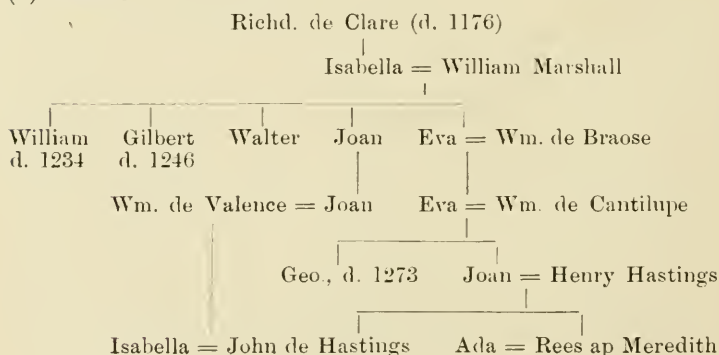 Richd. de Clare (d. 1176)
Isabella = William Marshall
William Gilbert Walter Joan Eva = Wm. de Braose
d. 1234 d. 1246
Wm. de Valence = Joan Eva = Wm. de Cantilupe
Geo., d. 1273 Joan = Henry Hastings
Isabella = John de Hastings Ada = Rees ap Meredith